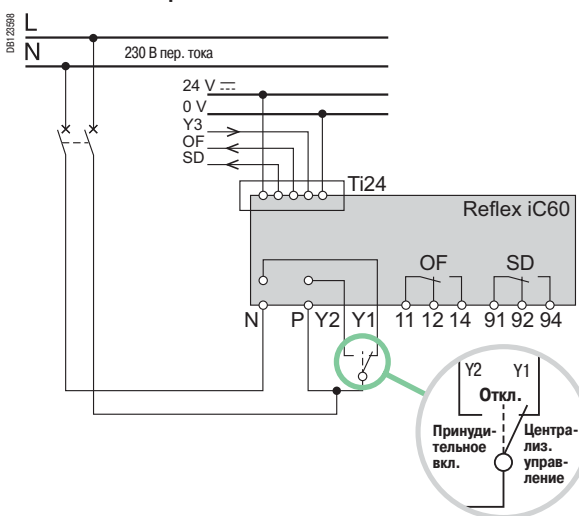 DB123598
L
N
230 В пер. тока
24 V ⎓
0 V
Y3
OF
SD
Ti24
Reflex iC60
OF
SD
N
P
Y2
Y1
11 12 14
91 92 94
Y2
Y1
Откл.
Принуди-
тельное
вкл.
Центра-
лиз.
управ-
ление